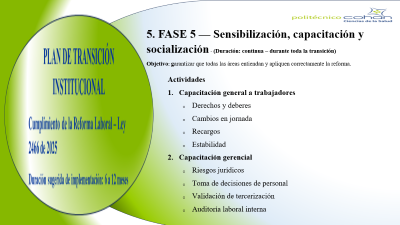 politécnico cohán
Ciencias de la Salud
PLAN DE TRANSICIÓN
INSTITUCIONAL
Cumplimiento de la Reforma Laboral – Ley
2466 de 2025
Duración sugerida de implementación: 6 a 12 meses
5. FASE 5 — Sensibilización, capacitación y
socialización - (Duración: continua – durante toda la transición)
Objetivo: garantizar que todas las áreas entiendan y apliquen correctamente la reforma.
Actividades
1. Capacitación general a trabajadores
o Derechos y deberes
o Cambios en jornada
o Recargos
o Estabilidad
2. Capacitación gerencial
o Riesgos jurídicos
o Toma de decisiones de personal
o Validación de tercerización
o Auditoría laboral interna